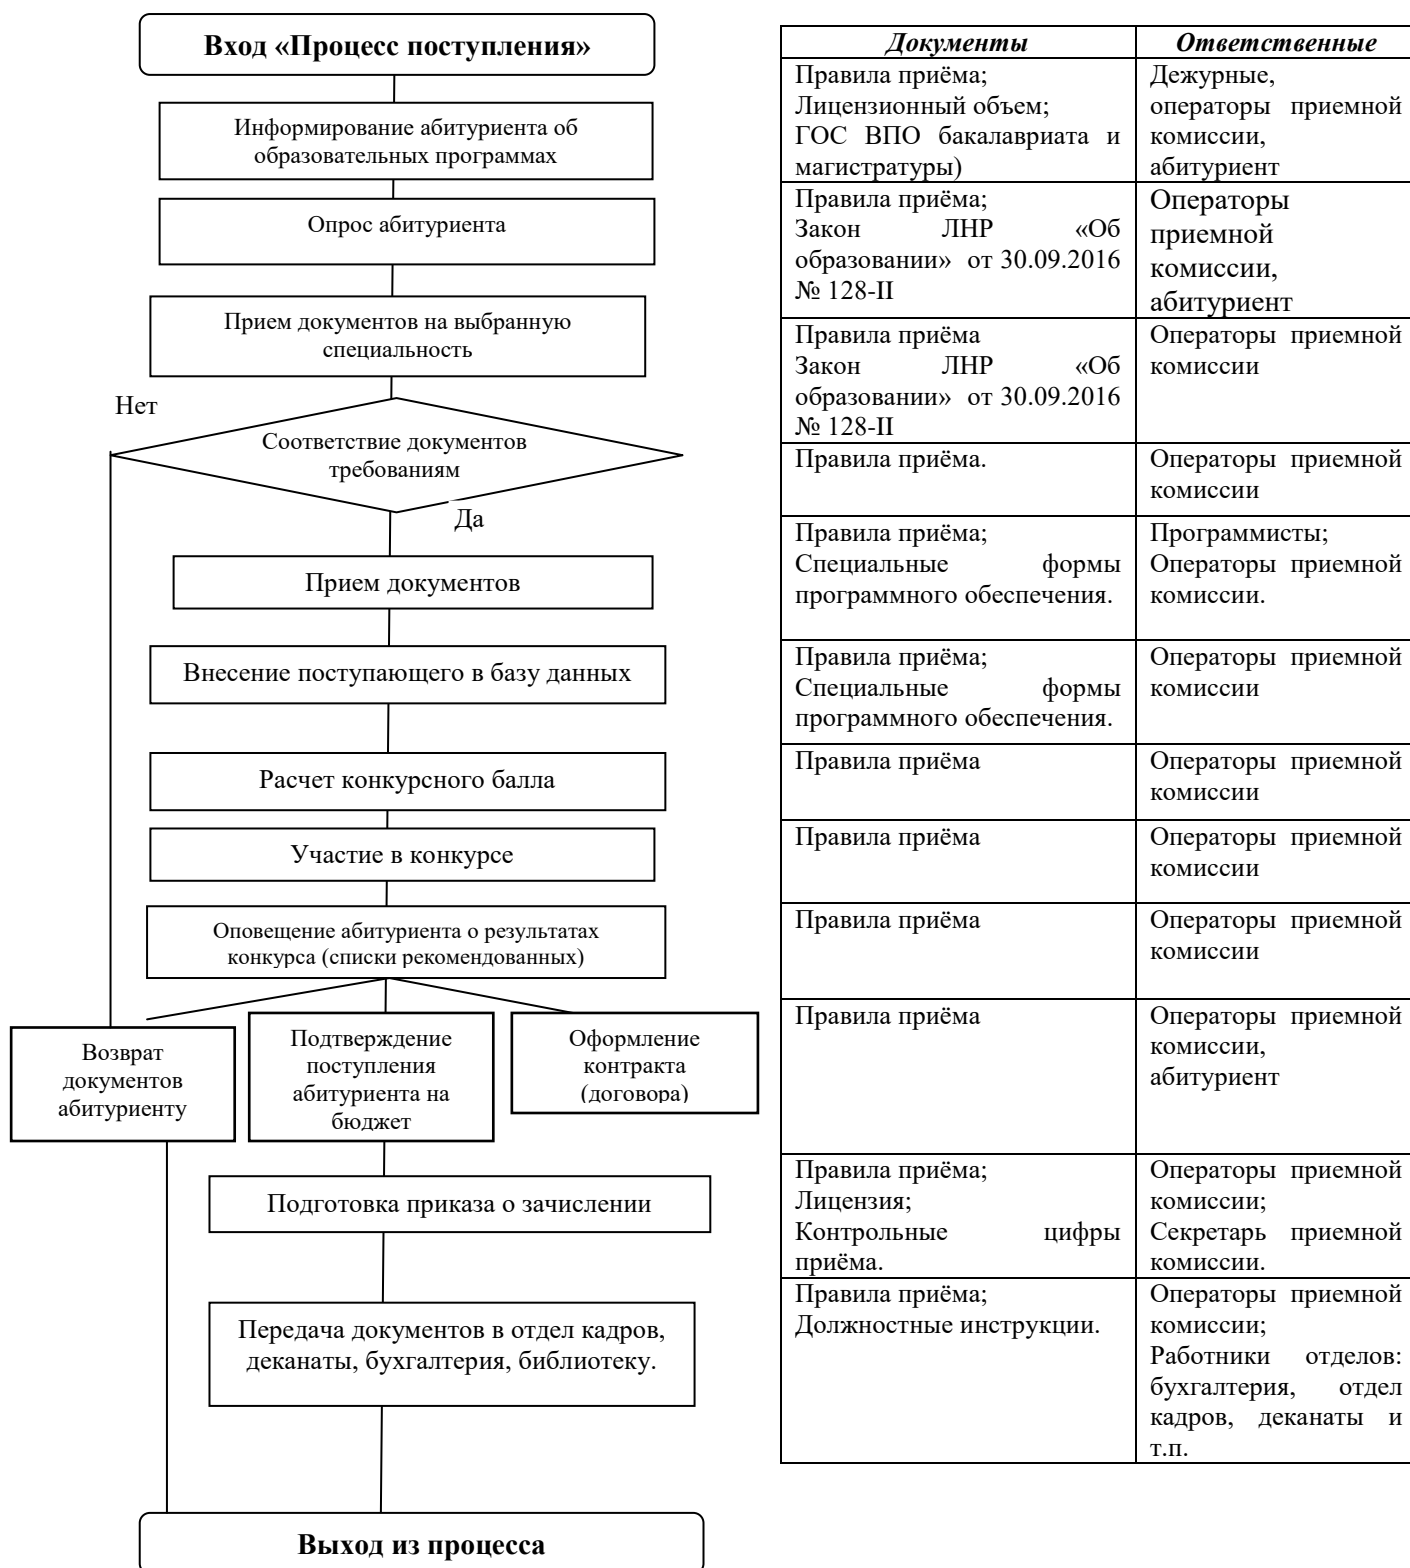 Вход «Процесс поступления»
Информирование абитуриента об
образовательных программах
Опрос абитуриента
Прием документов на выбранную
специальность
Нет
Соответствие документов
требованиям
Да
Прием документов
Внесение поступающего в базу данных
Расчет конкурсного балла
Участие в конкурсе
Оповещение абитуриента о результатах
конкурса (списки рекомендованных)
Возврат
документов
абитуриенту
Подтверждение
поступления
абитуриента на
бюджет
Оформление
контракта
(договора)
Подготовка приказа о зачислении
Передача документов в отдел кадров,
деканаты, бухгалтерия, библиотеку.
Выход из процесса
Документы
Ответственные
Правила приёма;
Лицензионный объем;
ГОС ВПО бакалавриата и
магистратуры)
Дежурные,
операторы приемной
комиссии,
абитуриент
Правила приёма;
Закон ЛНР «Об
образовании» от 30.09.2016
№ 128-II
Операторы
приемной
комиссии,
абитуриент
Правила приёма
Закон ЛНР «Об
образовании» от 30.09.2016
№ 128-II
Операторы приемной
комиссии
Правила приёма.
Операторы приемной
комиссии
Правила приёма;
Специальные формы
программного обеспечения.
Программисты;
Операторы приемной
комиссии.
Правила приёма;
Специальные формы
программного обеспечения.
Операторы приемной
комиссии
Правила приёма
Операторы приемной
комиссии
Правила приёма
Операторы приемной
комиссии
Правила приёма
Операторы приемной
комиссии
Правила приёма
Операторы приемной
комиссии,
абитуриент
Правила приёма;
Лицензия;
Контрольные цифры
приёма.
Операторы приемной
комиссии;
Секретарь приемной
комиссии.
Правила приёма;
Должностные инструкции.
Операторы приемной
комиссии;
Работники отделов:
бухгалтерия, отдел
кадров, деканаты и
т.п.